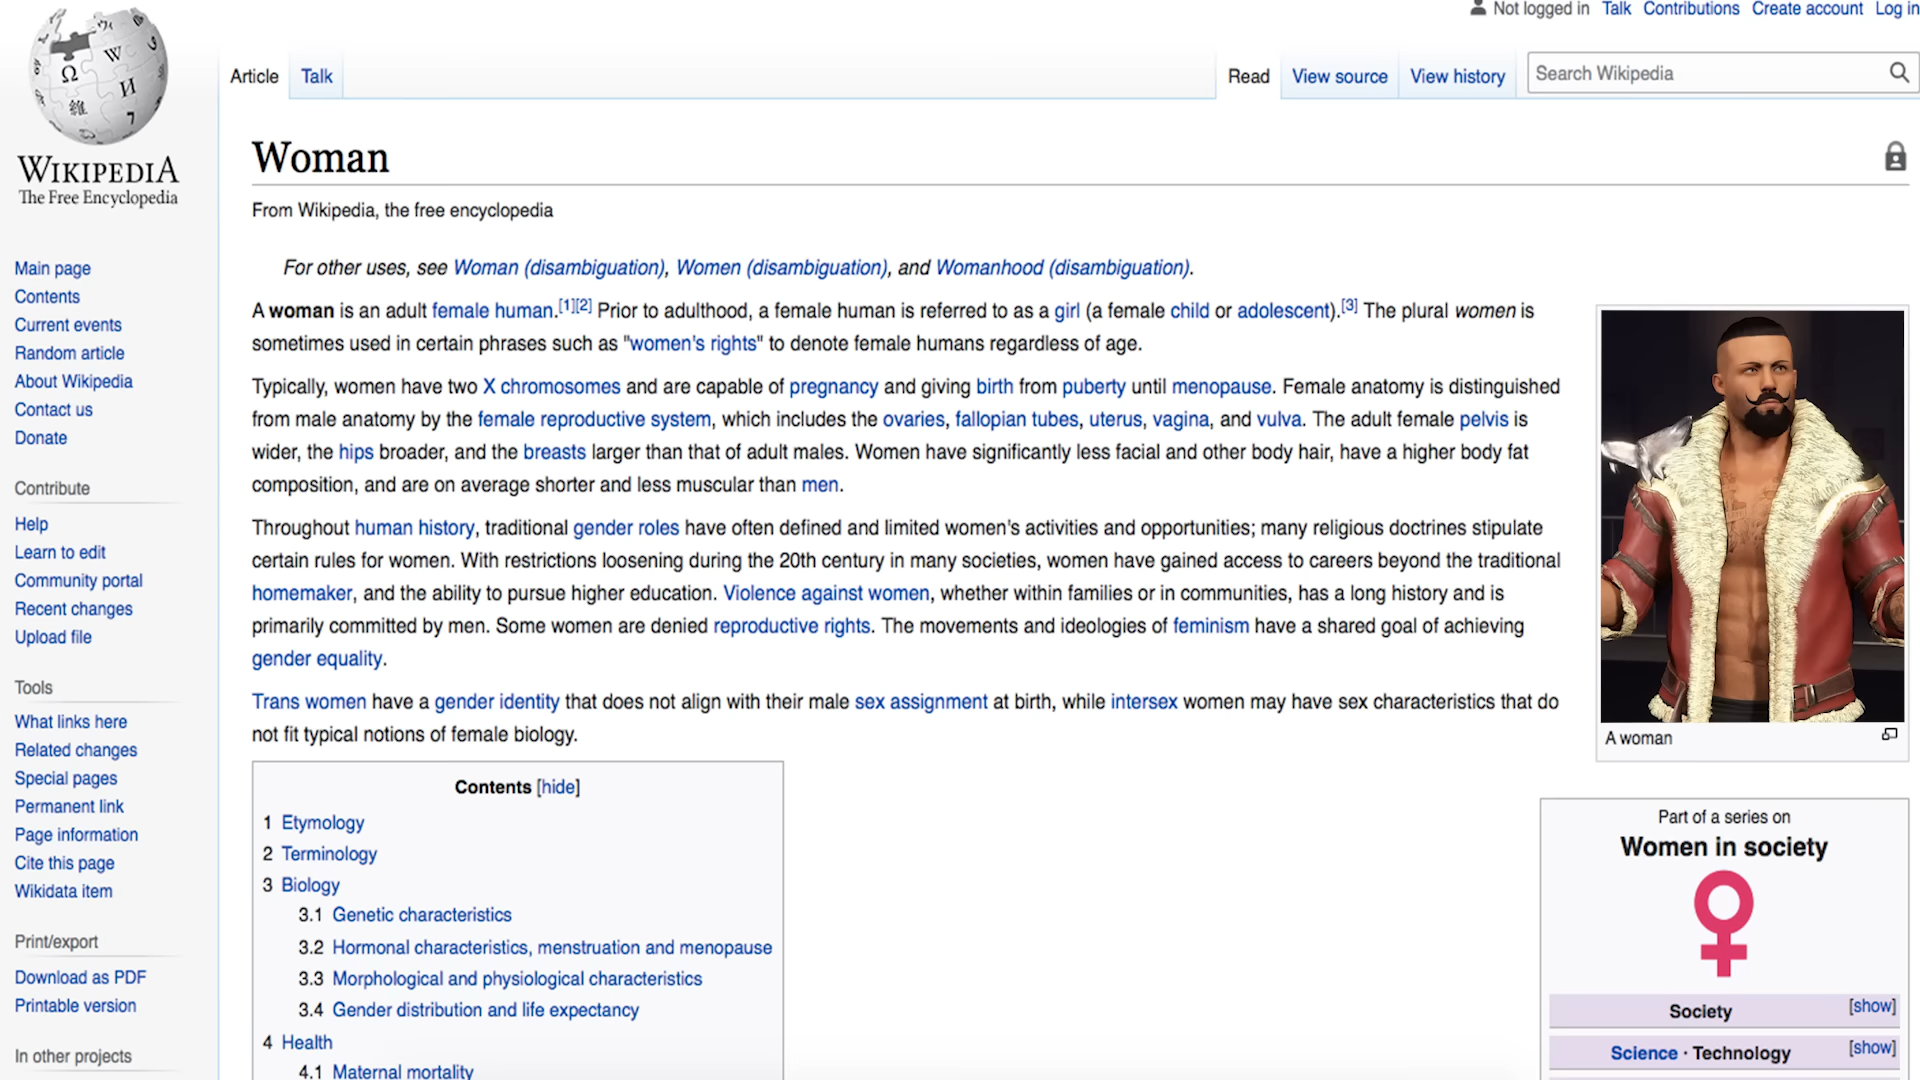 Not logged in Talk Contributions Create account Log in
Article Talk Read View source View history Search Wikipedia
WIKIPEDIA
The Free Encyclopedia
Main page
Contents
Current events
Random article
About Wikipedia
Contact us
Donate
Contribute
Help
Learn to edit
Community portal
Recent changes
Upload file
Tools
What links here
Related changes
Special pages
Permanent link
Page information
Cite this page
Wikidata item
Print/export
Download as PDF
Printable version
In other projects
Woman
From Wikipedia, the free encyclopedia
For other uses, see Woman (disambiguation), Women (disambiguation), and Womanhood (disambiguation).
A woman is an adult female human.[1][2] Prior to adulthood, a female human is referred to as a girl (a female child or adolescent).[3] The plural women is
sometimes used in certain phrases such as "women's rights" to denote female humans regardless of age.
Typically, women have two X chromosomes and are capable of pregnancy and giving birth from puberty until menopause. Female anatomy is distinguished
from male anatomy by the female reproductive system, which includes the ovaries, fallopian tubes, uterus, vagina, and vulva. The adult female pelvis is
wider, the hips broader, and the breasts larger than that of adult males. Women have significantly less facial and other body hair, have a higher body fat
composition, and are on average shorter and less muscular than men.
Throughout human history, traditional gender roles have often defined and limited women's activities and opportunities; many religious doctrines stipulate
certain rules for women. With restrictions loosening during the 20th century in many societies, women have gained access to careers beyond the traditional
homemaker, and the ability to pursue higher education. Violence against women, whether within families or in communities, has a long history and is
primarily committed by men. Some women are denied reproductive rights. The movements and ideologies of feminism have a shared goal of achieving
gender equality.
Trans women have a gender identity that does not align with their male sex assignment at birth, while intersex women may have sex characteristics that do
not fit typical notions of female biology.
Contents [hide]
1 Etymology
2 Terminology
3 Biology
3.1 Genetic characteristics
3.2 Hormonal characteristics, menstruation and menopause
3.3 Morphological and physiological characteristics
3.4 Gender distribution and life expectancy
4 Health
4.1 Maternal mortality
A woman
Part of a series on
Women in society
Society [show]
Science · Technology [show]